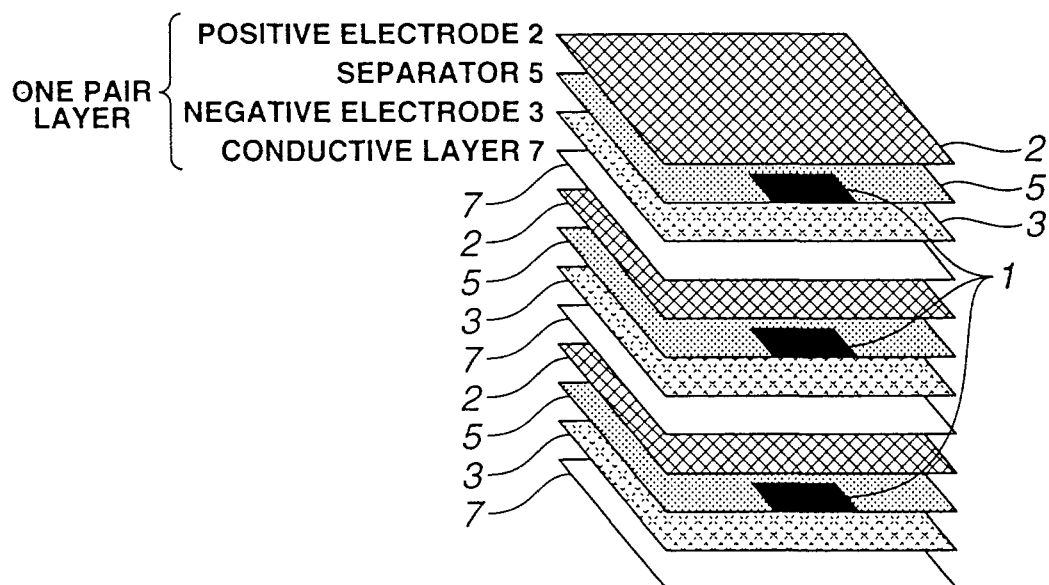 POSITIVE ELECTRODE 2
SEPARATOR 5
ONE PAIR
LAYER
NEGATIVE ELECTRODE 3
CONDUCTIVE LAYER 7
2
5
3
7
2
5
3
7
2
5
3
7
1